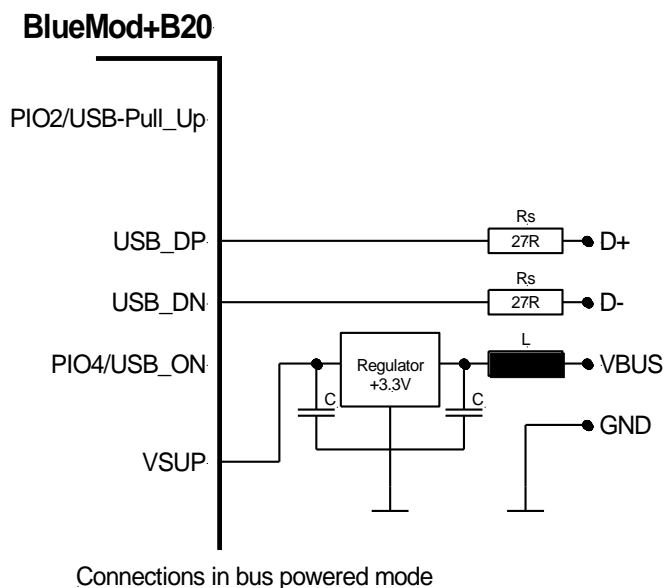 BlueMod+B20
PIO2/USB-Pull_Up
Rs
USB_DP
27R
D+
Rs
USB_DN
27R
D-
L
PIO4/USB_ON
Regulator
+3.3V
VBUS
C
C
GND
VSUP
Connections in bus powered mode